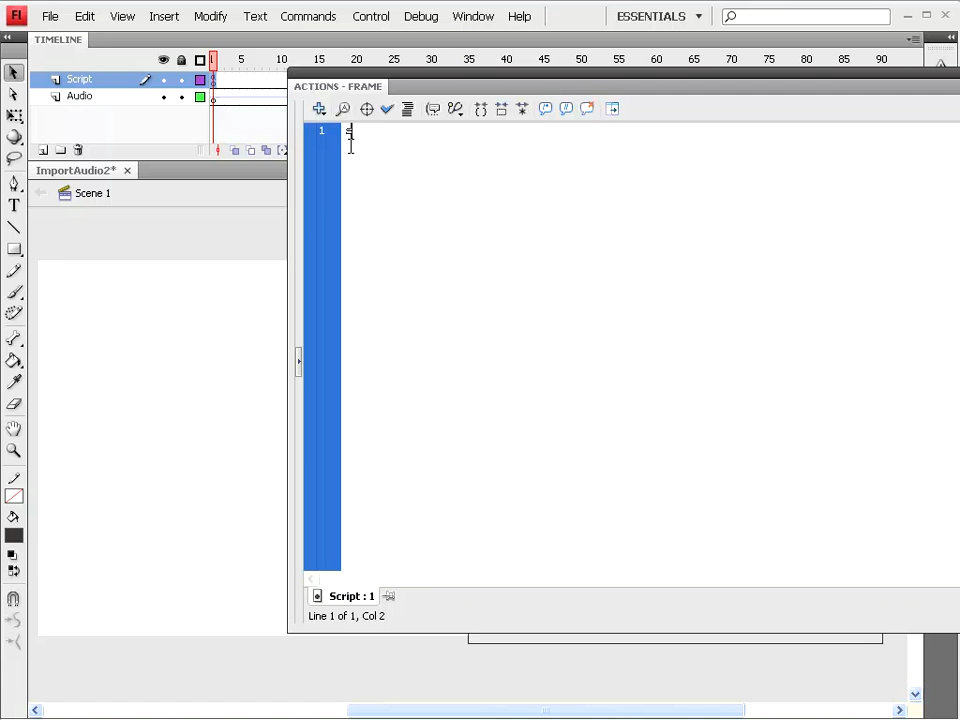 Fl File Edit View Insert Modify Text Commands Control Debug Window Help ESSENTIALS
TIMELINE
1 5 10 15 20 25 30 35 40 45 50 55 60 65 70 75 80 85 90
Script
ACTIONS - FRAME
Audio
1 s
ImportAudio2*
Scene 1
T
Script : 1
Line 1 of 1, Col 2